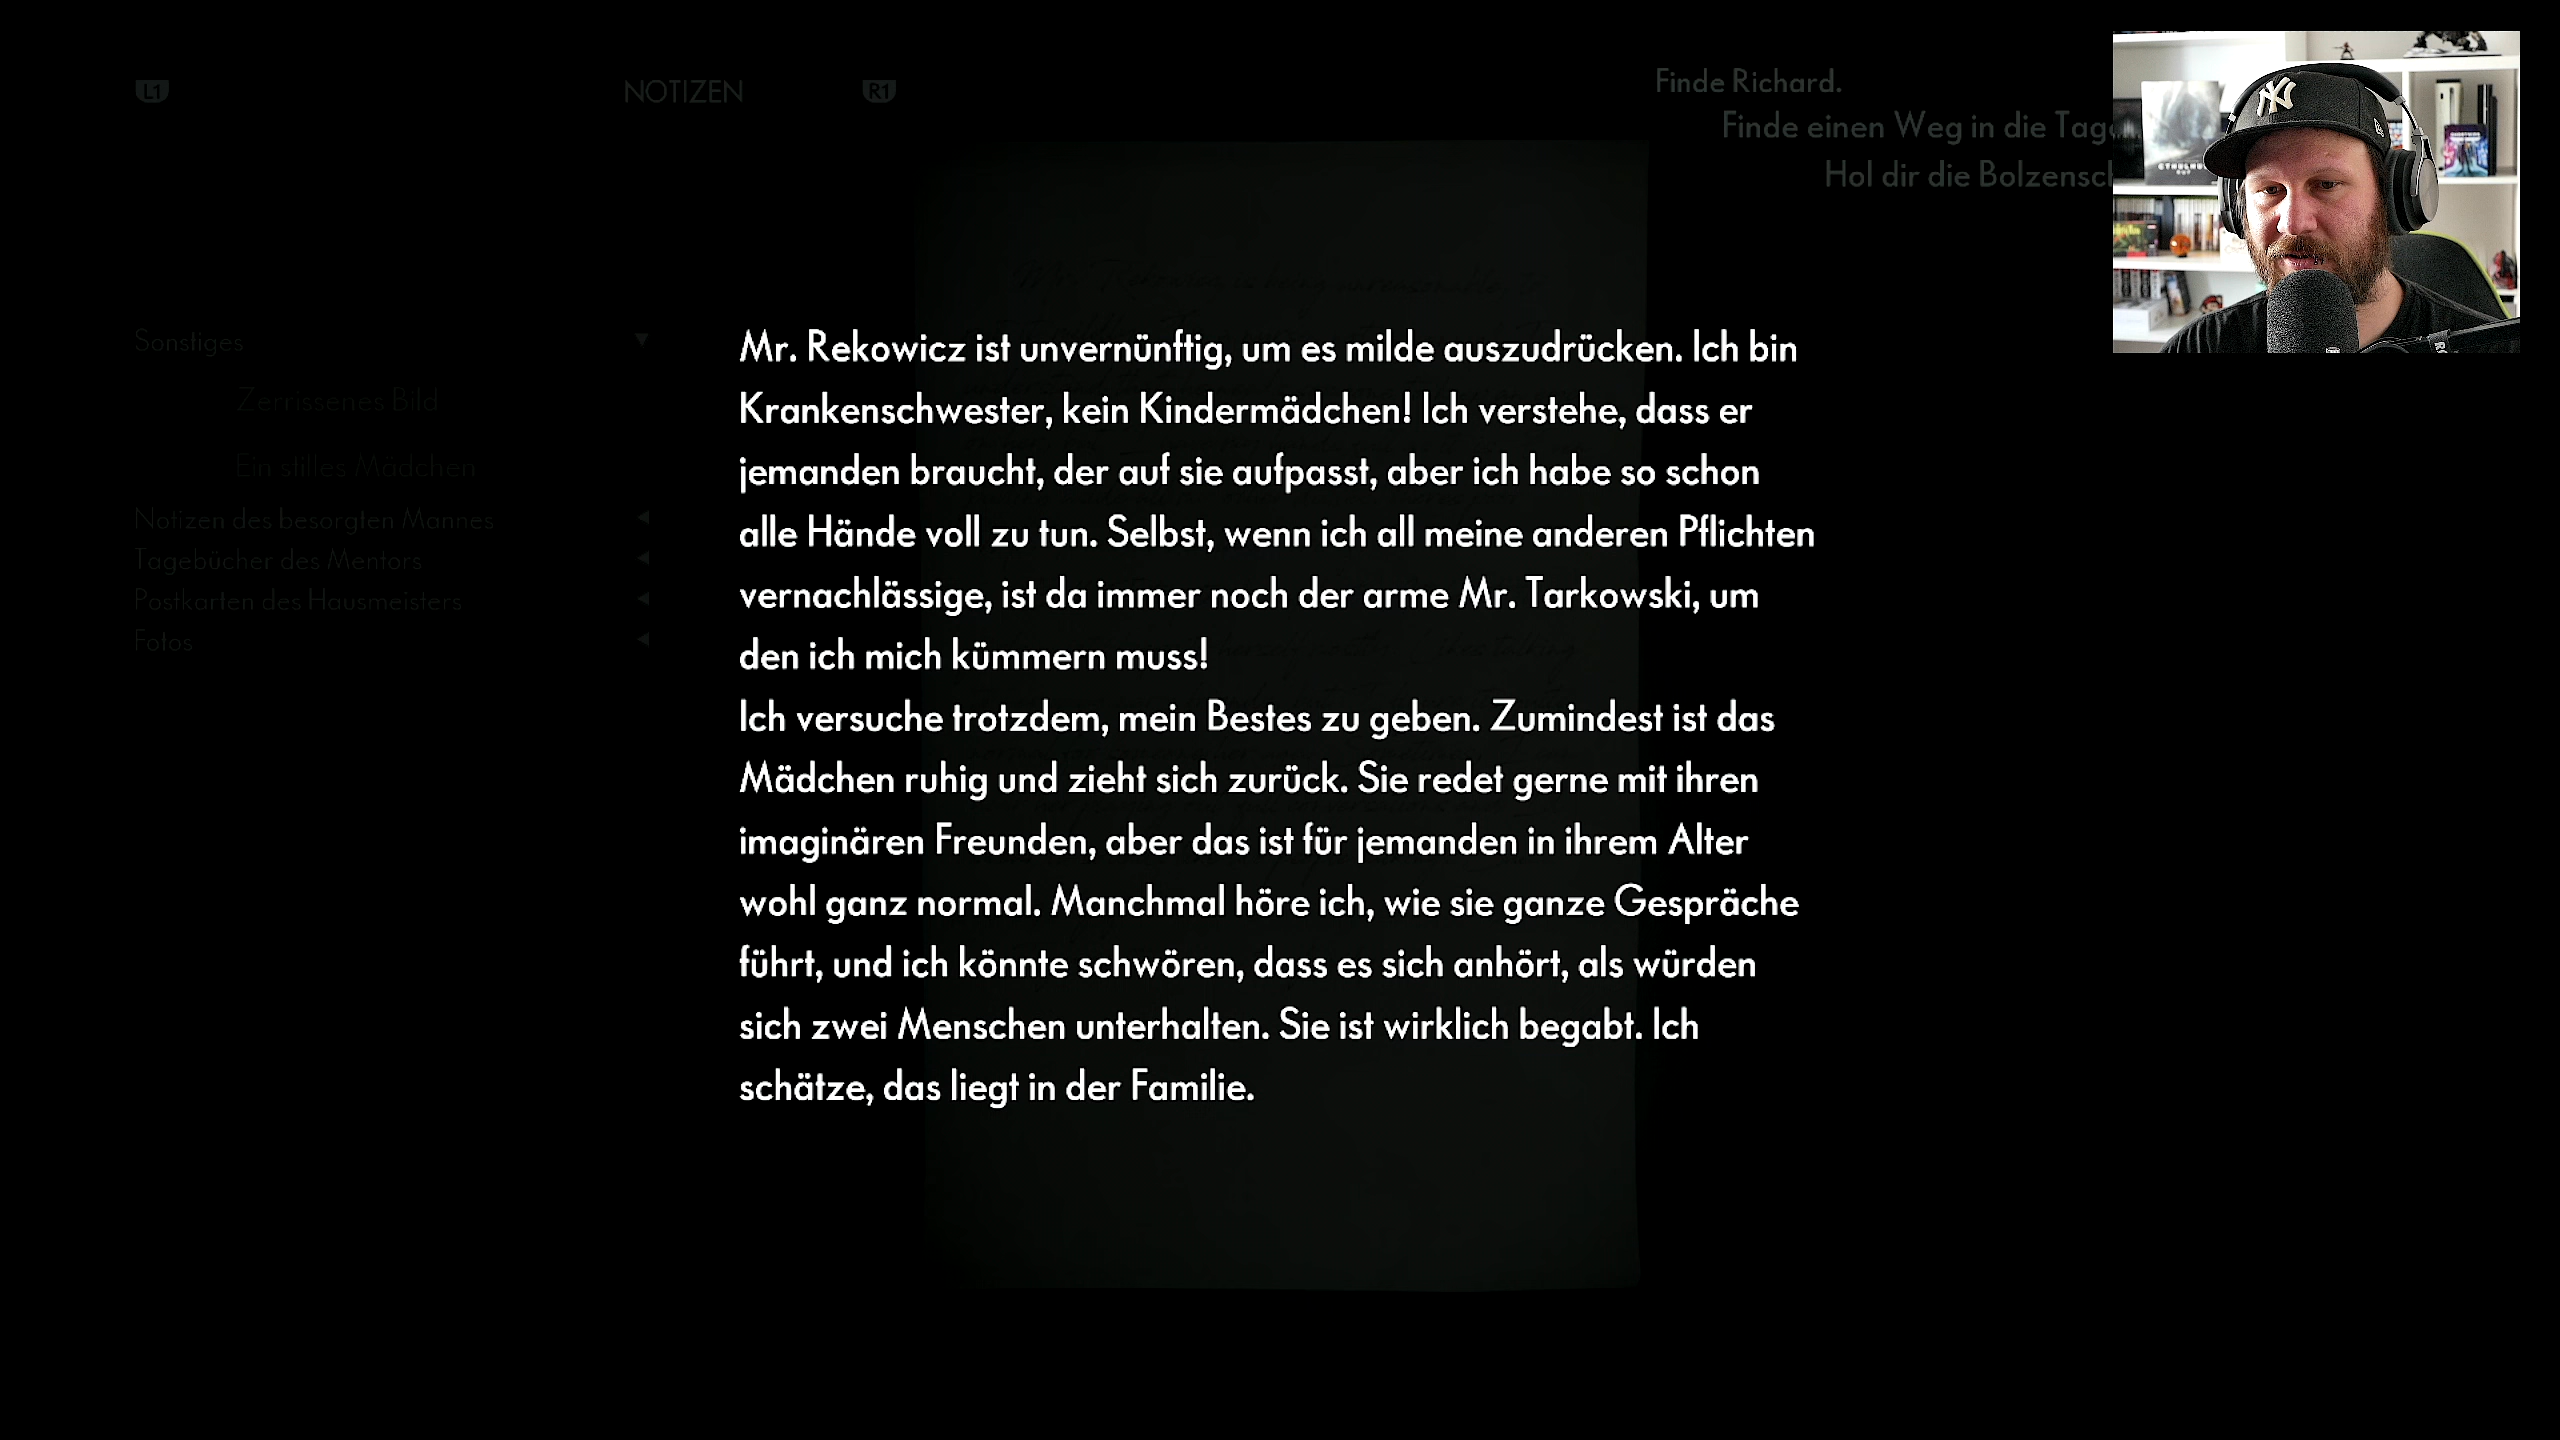 L1
NOTIZEN
R1
Finde Richard.
Finde einen Weg in die
Hol dir die
Sonstiges
Zerrissenes Bild
Ein stilles Mädchen
Notizen des besorgten Mannes
Tagebücher des Mentors
Postkarten des Hausmeisters
Fotos
Mr. Rekowicz ist unvernünftig, um es milde auszudrücken. Ich bin
Krankenschwester, kein Kindermädchen! Ich verstehe, dass er
jemanden braucht, der auf sie aufpasst, aber ich habe so schon
alle Hände voll zu tun. Selbst, wenn ich all meine anderen Pflichten
vernachlässige, ist da immer noch der arme Mr. Tarkowski, um
den ich mich kümmern muss!
Ich versuche trotzdem, mein Bestes zu geben. Zumindest ist das
Mädchen ruhig und zieht sich zurück. Sie redet gerne mit ihren
imaginären Freunden, aber das ist für jemanden in ihrem Alter
wohl ganz normal. Manchmal höre ich, wie sie ganze Gespräche
führt, und ich könnte schwören, dass es sich anhört, als würden
sich zwei Menschen unterhalten. Sie ist wirklich begabt. Ich
schätze, das liegt in der Familie.